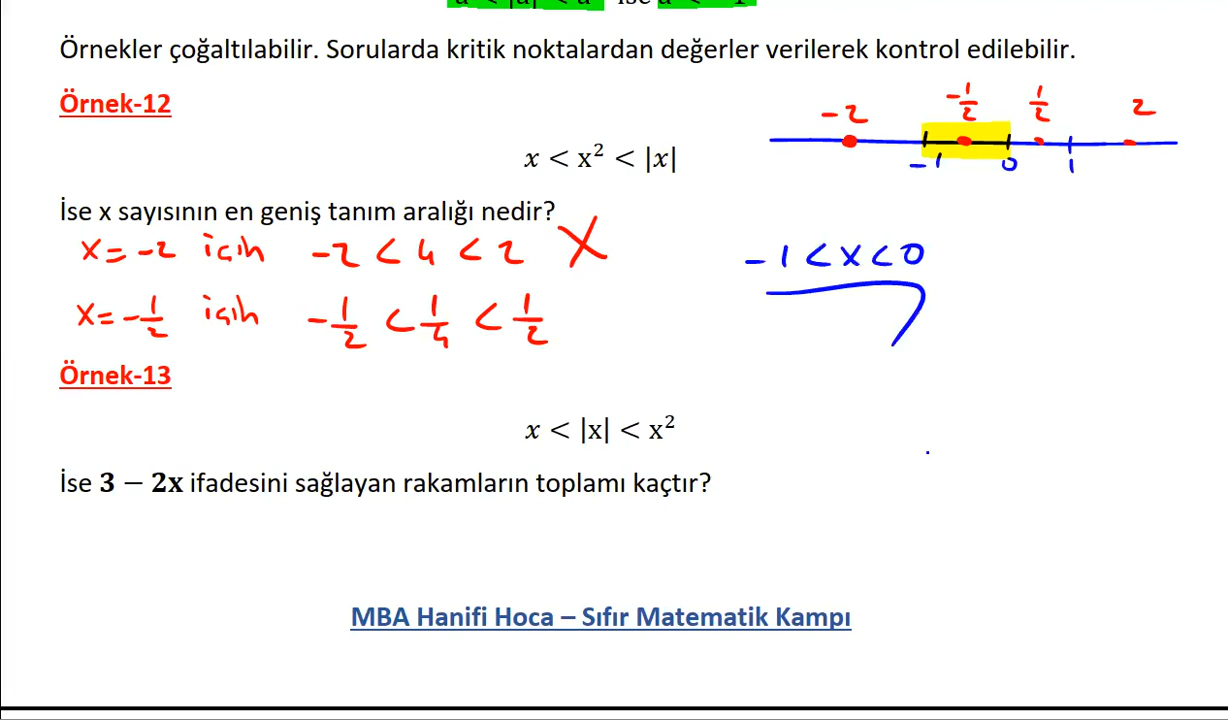 Örnekler çoğaltılabilir. Sorularda kritik noktalardan değerler verilerek kontrol edilebilir.
Örnek-12
-2 -1/2 1/2 2
-1 0 1
x < x² < |x|
İse x sayısının en geniş tanım aralığı nedir?
x = -2 için -2 < 4 < 2 X
-1 < x < 0
x = -1/2 için -1/2 < 1/4 < 1/2
Örnek-13
x < |x| < x²
İse 3 − 2x ifadesini sağlayan rakamların toplamı kaçtır?
MBA Hanifi Hoca – Sıfır Matematik Kampı